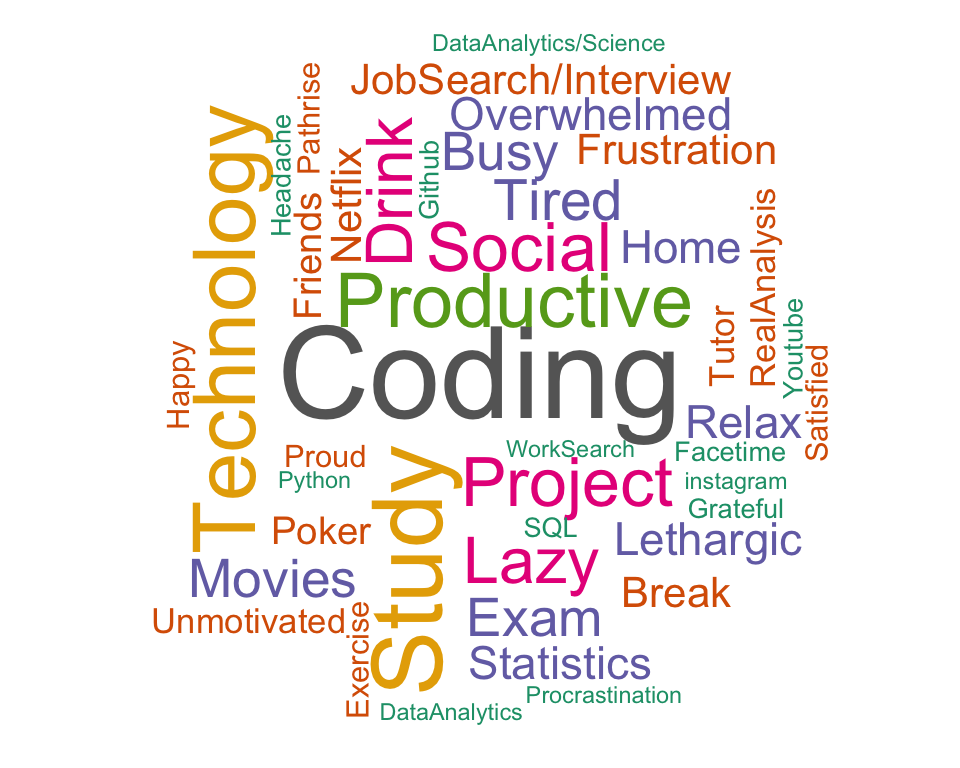 DataAnalytics/Science
JobSearch/Interview
Overwhelmed
Busy
Frustration
Tired
Social
Home
Productive
Coding
Technology
Headache
Pathrise
Friends
Netflix
Drink
Github
Happy
Tutor
RealAnalysis
Youtube
Satisfied
Relax
Proud
Python
Poker
Movies
Unmotivated
Exercise
Study
WorkSearch
Facetime
Project
instagram
Grateful
SQL
Lethargic
Lazy
Break
Exam
Statistics
Procrastination
DataAnalytics